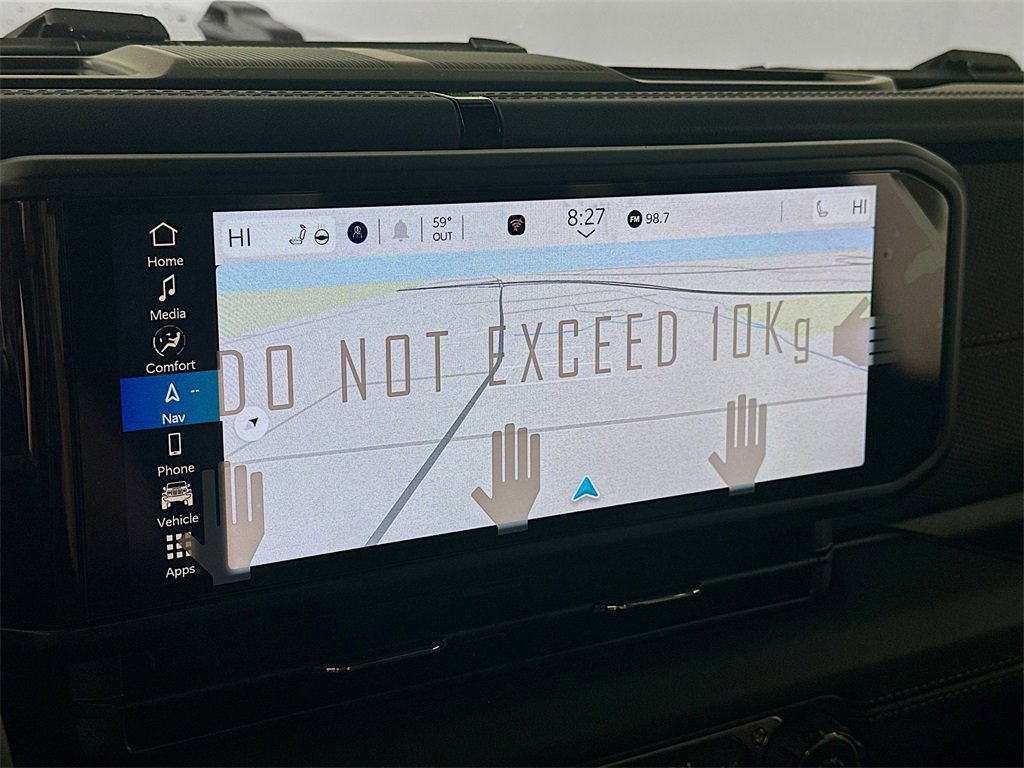 HI
59°
OUT
8:27
FM 98.7
HI
Home
Media
Comfort
Nav --
Phone
Vehicle
Apps
DO NOT EXCEED 10Kg